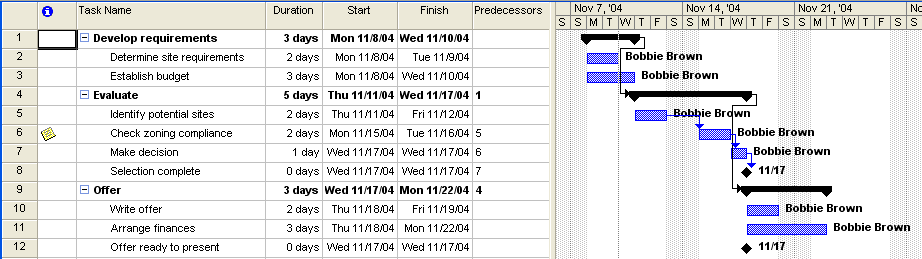 Task Name Duration Start Finish Predecessors Nov 7, '04 Nov 14, '04 Nov 21, '04 No
S S M T W T F S S M T W T F S S M T W T F S S
1 Develop requirements 3 days Mon 11/8/04 Wed 11/10/04
2 Determine site requirements 2 days Mon 11/8/04 Tue 11/9/04 Bobbie Brown
3 Establish budget 3 days Mon 11/8/04 Wed 11/10/04 Bobbie Brown
4 Evaluate 5 days Thu 11/11/04 Wed 11/17/04 1
5 Identify potential sites 2 days Thu 11/11/04 Fri 11/12/04 Bobbie Brown
6 Check zoning compliance 2 days Mon 11/15/04 Tue 11/16/04 5 Bobbie Brown
7 Make decision 1 day Wed 11/17/04 Wed 11/17/04 6 Bobbie Brown
8 Selection complete 0 days Wed 11/17/04 Wed 11/17/04 7 11/17
9 Offer 3 days Wed 11/17/04 Mon 11/22/04 4
10 Write offer 2 days Thu 11/18/04 Fri 11/19/04 Bobbie Brown
11 Arrange finances 3 days Thu 11/18/04 Mon 11/22/04 Bobbie Brown
12 Offer ready to present 0 days Wed 11/17/04 Wed 11/17/04 11/17